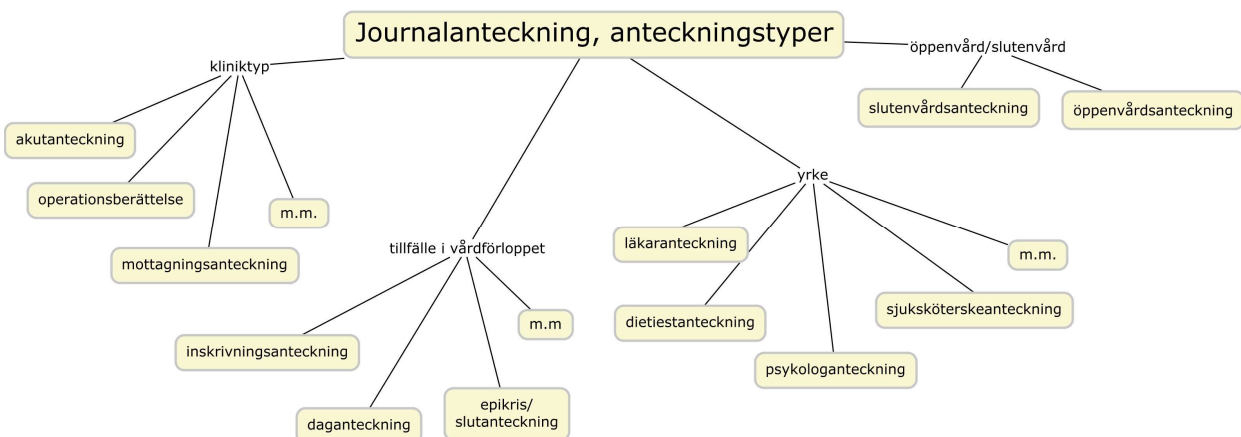 Journalanteckning, anteckningstyper
kliniktyp
akutanteckning
operationsberättelse
m.m.
mottagningsanteckning
tillfälle i vårdförloppet
inskrivningsanteckning
daganteckning
epikris/
slutanteckning
m.m
yrke
läkaranteckning
dietiestanteckning
psykologanteckning
sjuksköterskeanteckning
m.m.
öppenvård/slutenvård
slutenvårdsanteckning
öppenvårdsanteckning